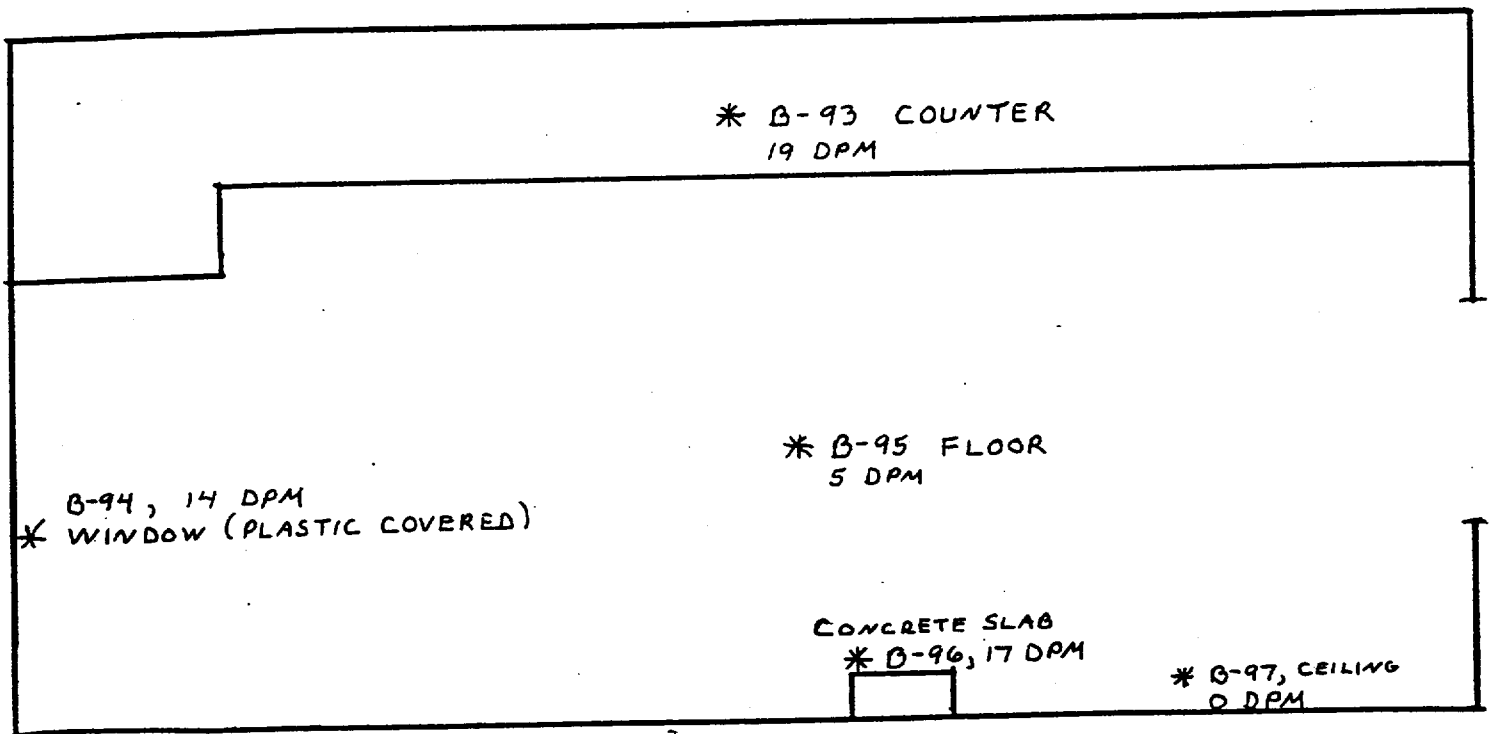 * B-93 COUNTER
19 DPM
* B-95 FLOOR
5 DPM
B-94, 14 DPM
* WINDOW (PLASTIC COVERED)
CONCRETE SLAB
* B-96, 17 DPM
* B-97, CEILING
0 DPM